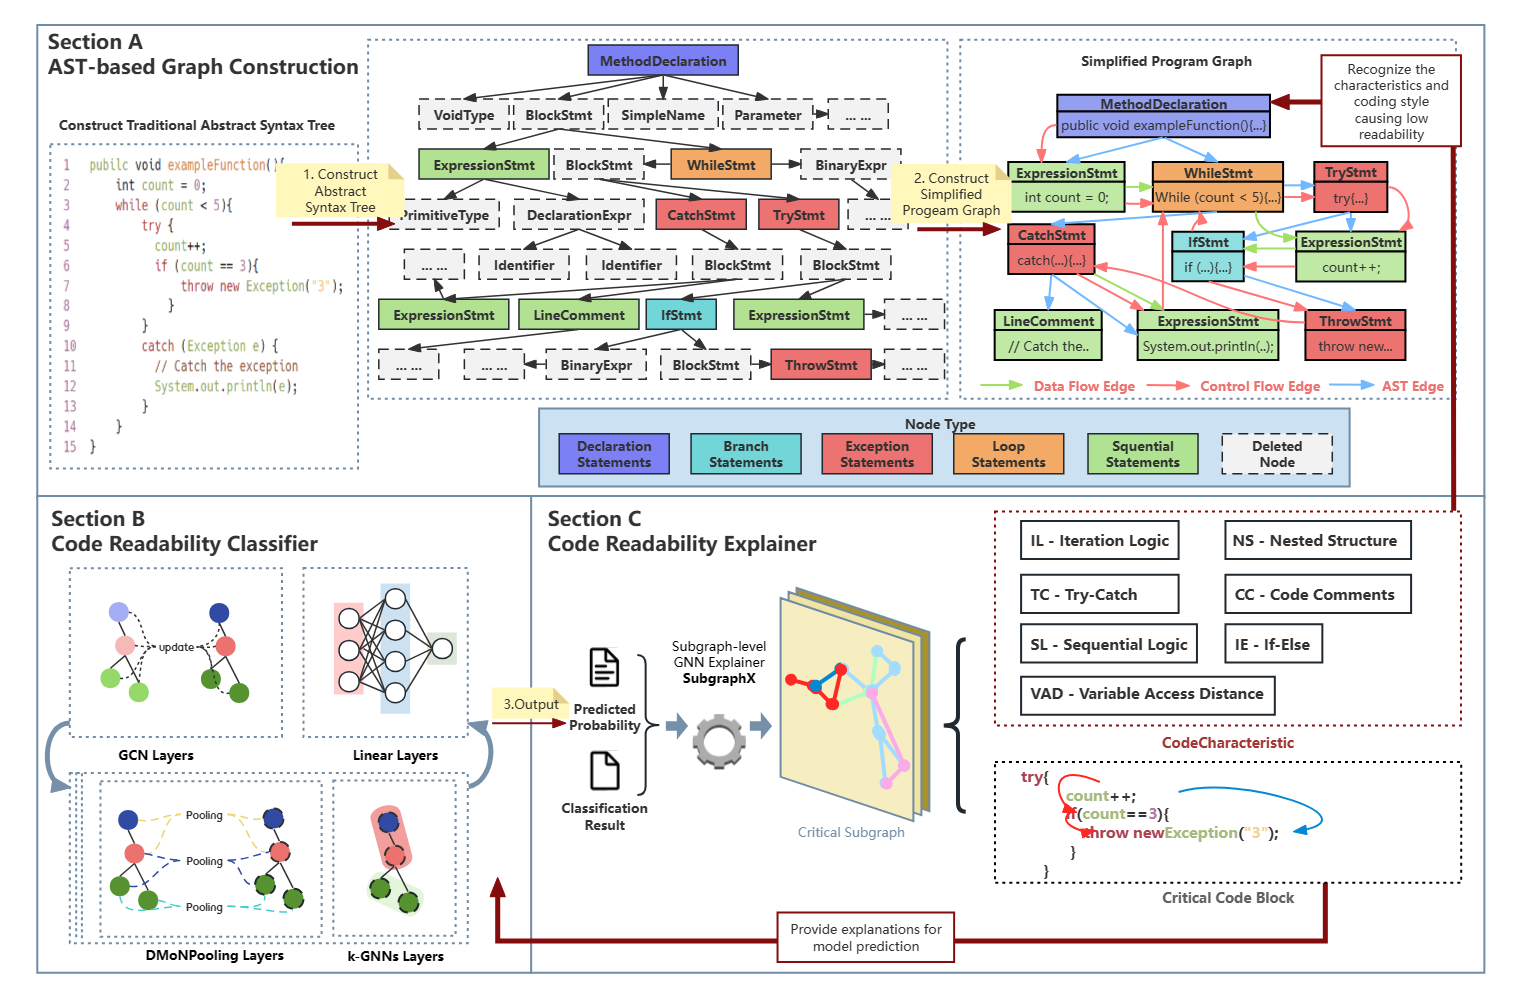 Section A
AST-based Graph Construction
Construct Traditional Abstract Syntax Tree
1 publilc void exampleFunction(){
2 int count = 0;
3 while (count < 5){
4 try {
5 count++;
6 if (count == 3){
7 throw new Exception("3");
8 }
9 }
10 catch (Exception e) {
11 // Catch the exception
12 System.out.println(e);
13 }
14 }
15 }
1. Construct
Abstract
Syntax Tree
MethodDeclaration
VoidType BlockStmt SimpleName Parameter ... ...
ExpressionStmt BlockStmt WhileStmt BinaryExpr
PrimitiveType DeclarationExpr CatchStmt TryStmt ... ...
... ... Identifier Identifier BlockStmt BlockStmt
ExpressionStmt LineComment IfStmt ExpressionStmt ... ...
... ... ... ... BinaryExpr BlockStmt ThrowStmt ... ...
2. Construct
Simplified
Progeam Graph
Simplified Program Graph
Recognize the
characteristics and
coding style
causing low
readability
MethodDeclaration
public void exampleFunction(){...}
ExpressionStmt WhileStmt TryStmt
int count = 0; While (count < 5){...} try{...}
CatchStmt IfStmt ExpressionStmt
catch(...){...} if (...){...} count++;
LineComment ExpressionStmt ThrowStmt
// Catch the.. System.out.println(..); throw new...
Data Flow Edge Control Flow Edge AST Edge
Node Type
Declaration
Statements
Branch
Statements
Exception
Statements
Loop
Statements
Squential
Statements
Deleted
Node
Section B
Code Readability Classifier
update
GCN Layers
Linear Layers
Pooling
Pooling
Pooling
DMoNPooling Layers
k-GNNs Layers
3.Output
Section C
Code Readability Explainer
Predicted
Probability
Classification
Result
Subgraph-level
GNN Explainer
SubgraphX
Critical Subgraph
IL - Iteration Logic
NS - Nested Structure
TC - Try-Catch
CC - Code Comments
SL - Sequential Logic
IE - If-Else
VAD - Variable Access Distance
CodeCharacteristic
try{
count++;
if(count==3){
throw newException("3");
}
}
Critical Code Block
Provide explanations for
model prediction